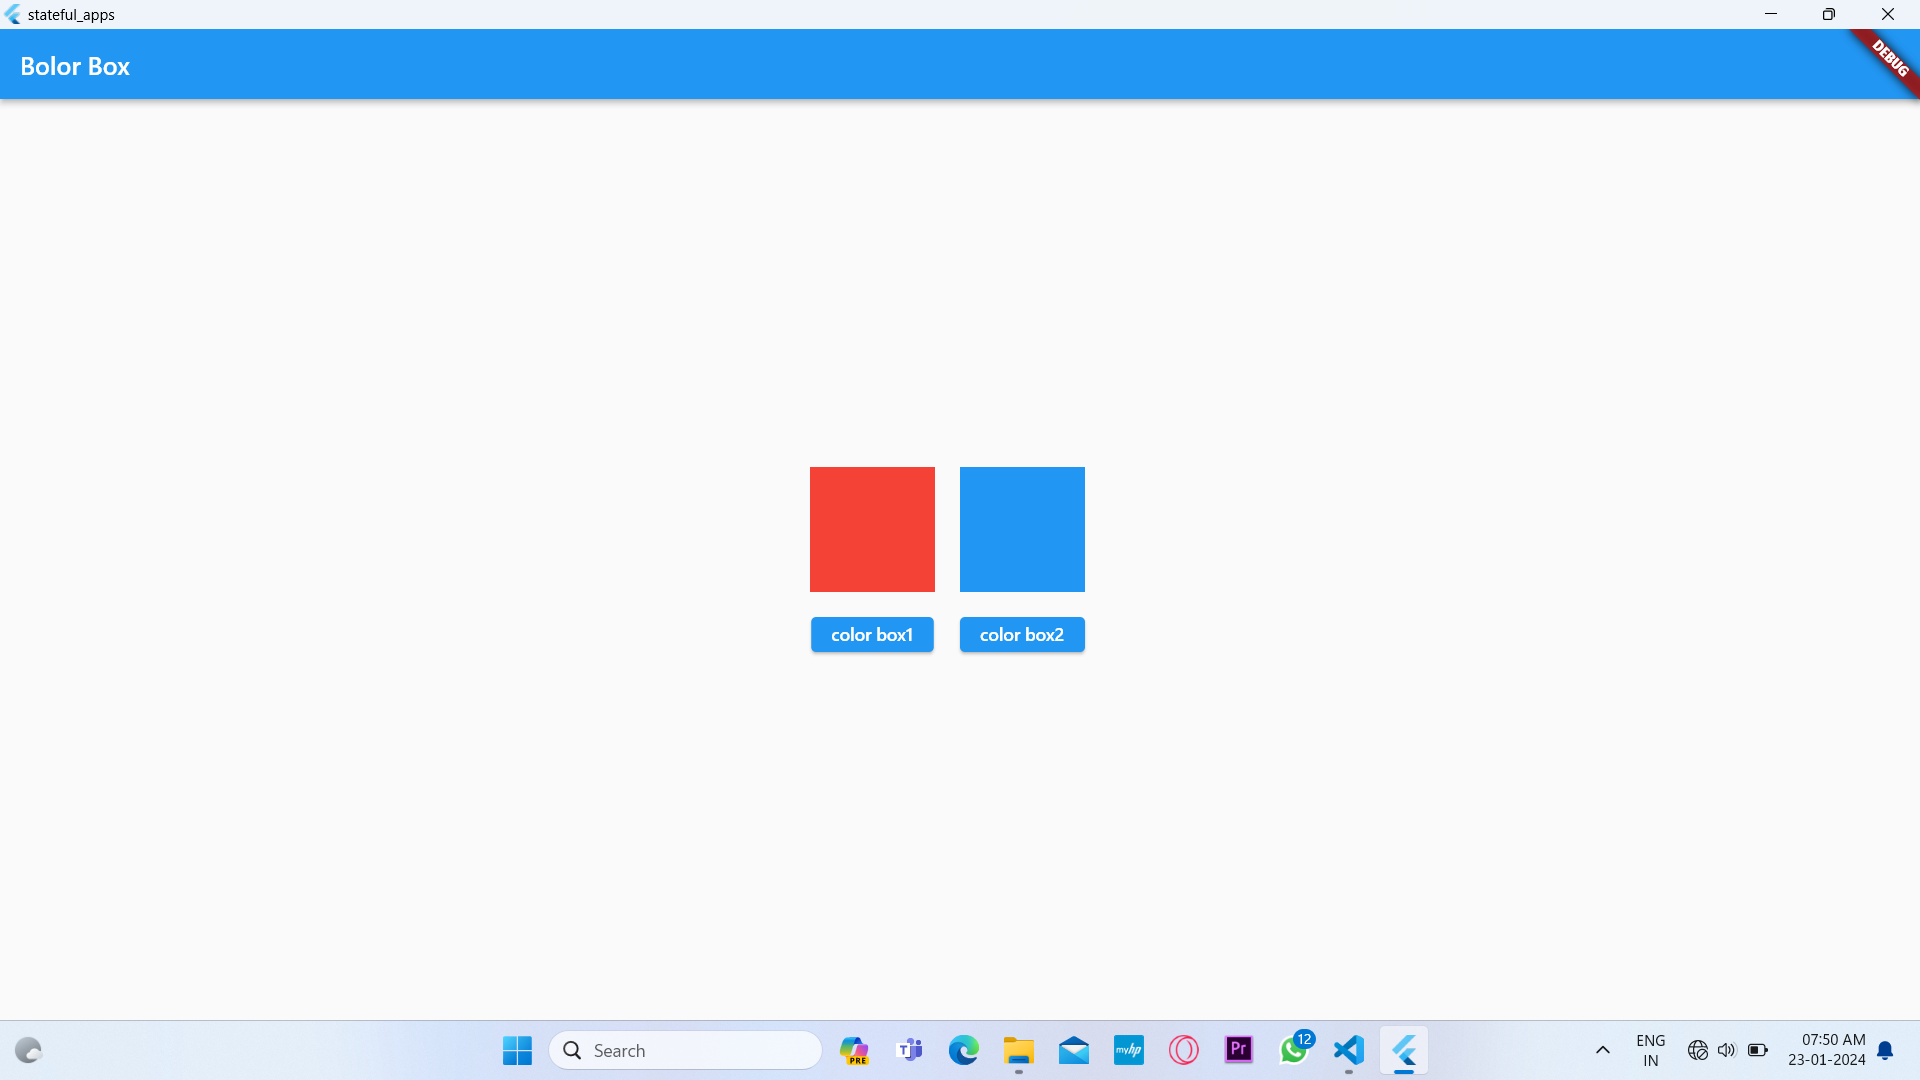 stateful_apps
Bolor Box
DEBUG
color box1
color box2
Search
PRE
T
myhp
Pr
12
ENG
IN
07:50 AM
23-01-2024